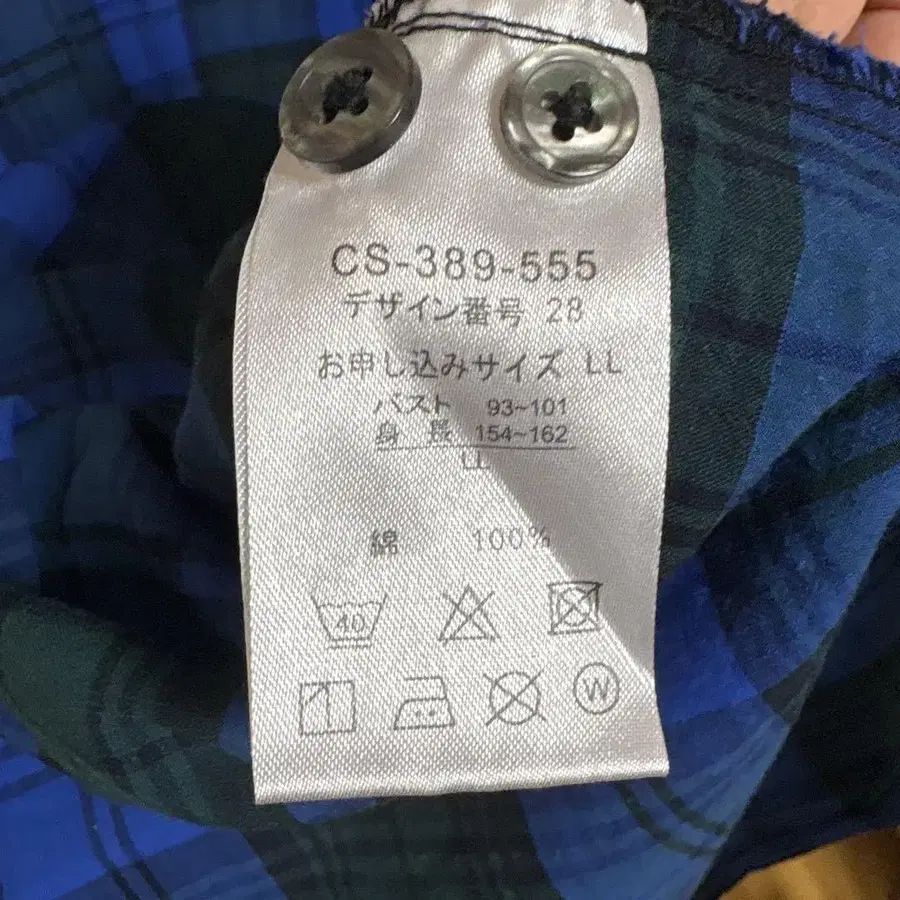 CS-389-555
デザイン番号 28
お申し込みサイズ LL
バスト 93~101
身 長 154~162
LL
綿 100%
40
W